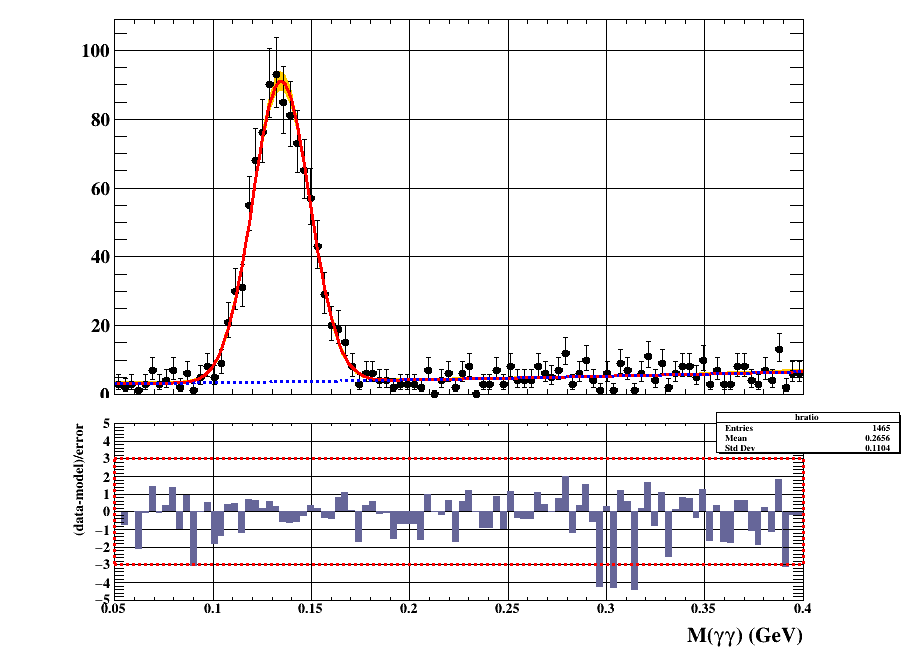 100
80
60
40
20
0
hratio
Entries 1465
Mean 0.2656
Std Dev 0.1104
(data-model)/error
5
4
3
2
1
0
−1
−2
−3
−4
−5
0.05 0.1 0.15 0.2 0.25 0.3 0.35 0.4
M(γγ) (GeV)